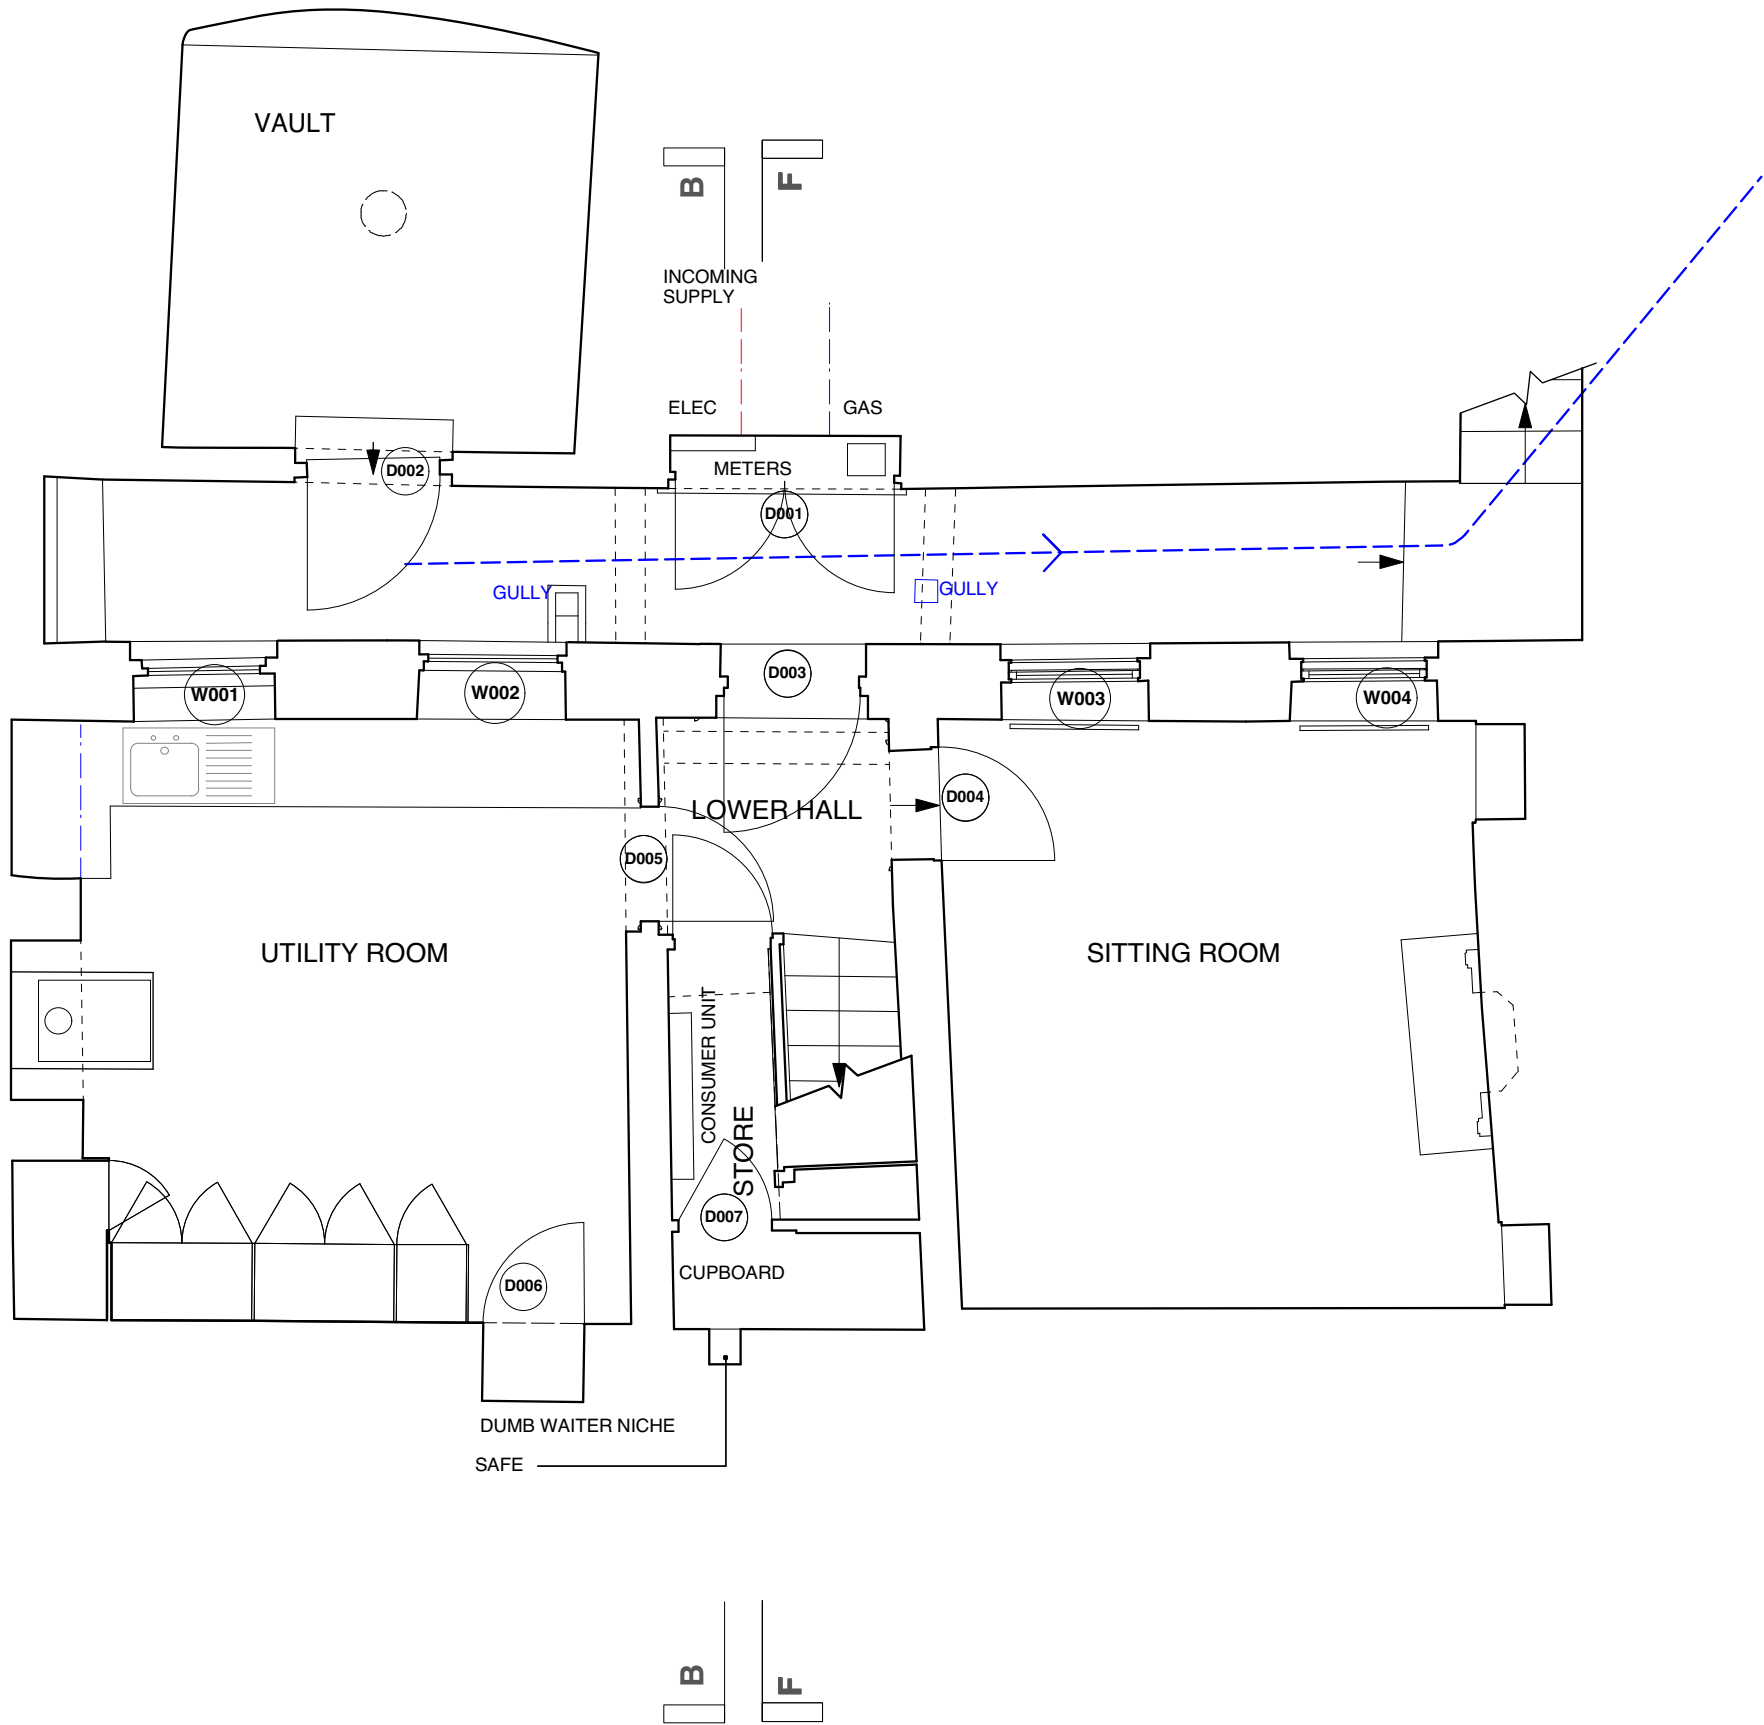 VAULT
B
F
INCOMING
SUPPLY
ELEC
GAS
METERS
D002
D001
GULLY
GULLY
W001
W002
D003
W003
W004
LOWER HALL
D004
D005
UTILITY ROOM
SITTING ROOM
CONSUMER UNIT
STORE
D007
CUPBOARD
D006
DUMB WAITER NICHE
SAFE
B
F